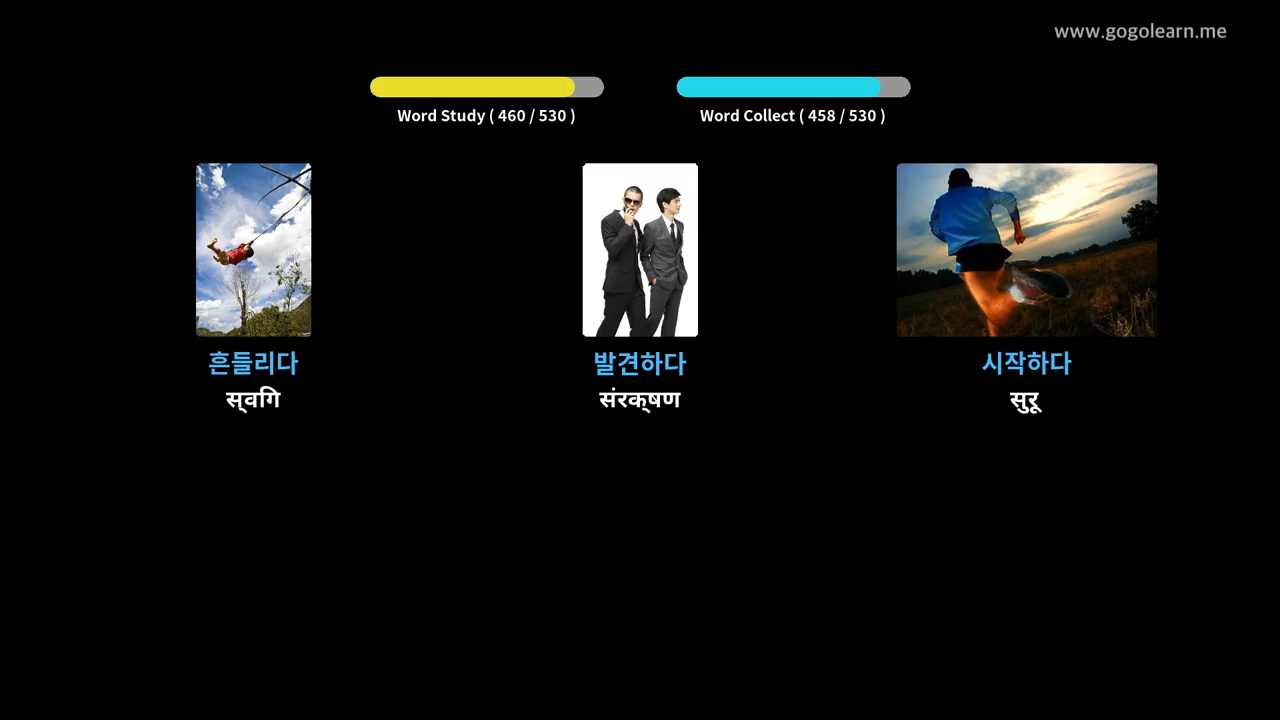 www.gogolearn.me
Word Study ( 460 / 530 )
Word Collect ( 458 / 530 )
흔들리다
발견하다
시작하다
स्वगि
संरक्षण
सुरू